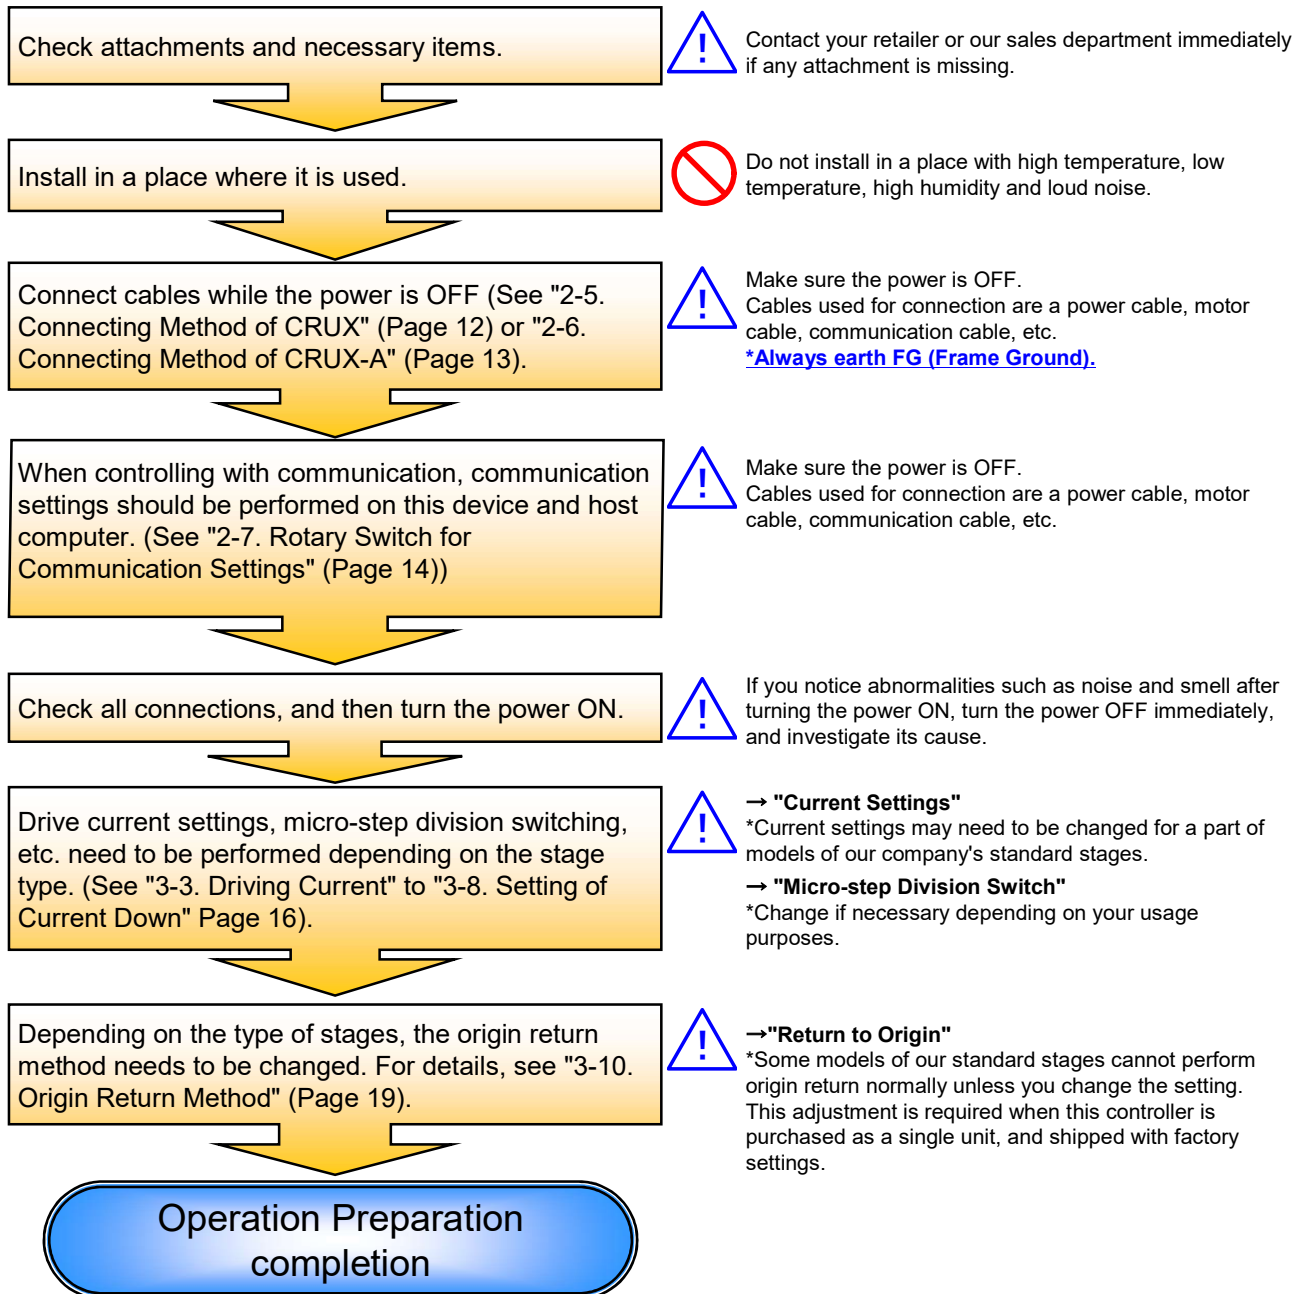 Check attachments and necessary items.
Contact your retailer or our sales department immediately
if any attachment is missing.
Install in a place where it is used.
Do not install in a place with high temperature, low
temperature, high humidity and loud noise.
Connect cables while the power is OFF (See "2-5.
Connecting Method of CRUX" (Page 12) or "2-6.
Connecting Method of CRUX-A" (Page 13).
Make sure the power is OFF.
Cables used for connection are a power cable, motor
cable, communication cable, etc.
*Always earth FG (Frame Ground).
When controlling with communication, communication
settings should be performed on this device and host
computer. (See "2-7. Rotary Switch for
Communication Settings" (Page 14))
Make sure the power is OFF.
Cables used for connection are a power cable, motor
cable, communication cable, etc.
Check all connections, and then turn the power ON.
If you notice abnormalities such as noise and smell after
turning the power ON, turn the power OFF immediately,
and investigate its cause.
Drive current settings, micro-step division switching,
etc. need to be performed depending on the stage
type. (See "3-3. Driving Current" to "3-8. Setting of
Current Down" Page 16).
→ "Current Settings"
*Current settings may need to be changed for a part of
models of our company's standard stages.
→ "Micro-step Division Switch"
*Change if necessary depending on your usage
purposes.
Depending on the type of stages, the origin return
method needs to be changed. For details, see "3-10.
Origin Return Method" (Page 19).
→"Return to Origin"
*Some models of our standard stages cannot perform
origin return normally unless you change the setting.
This adjustment is required when this controller is
purchased as a single unit, and shipped with factory
settings.
Operation Preparation
completion